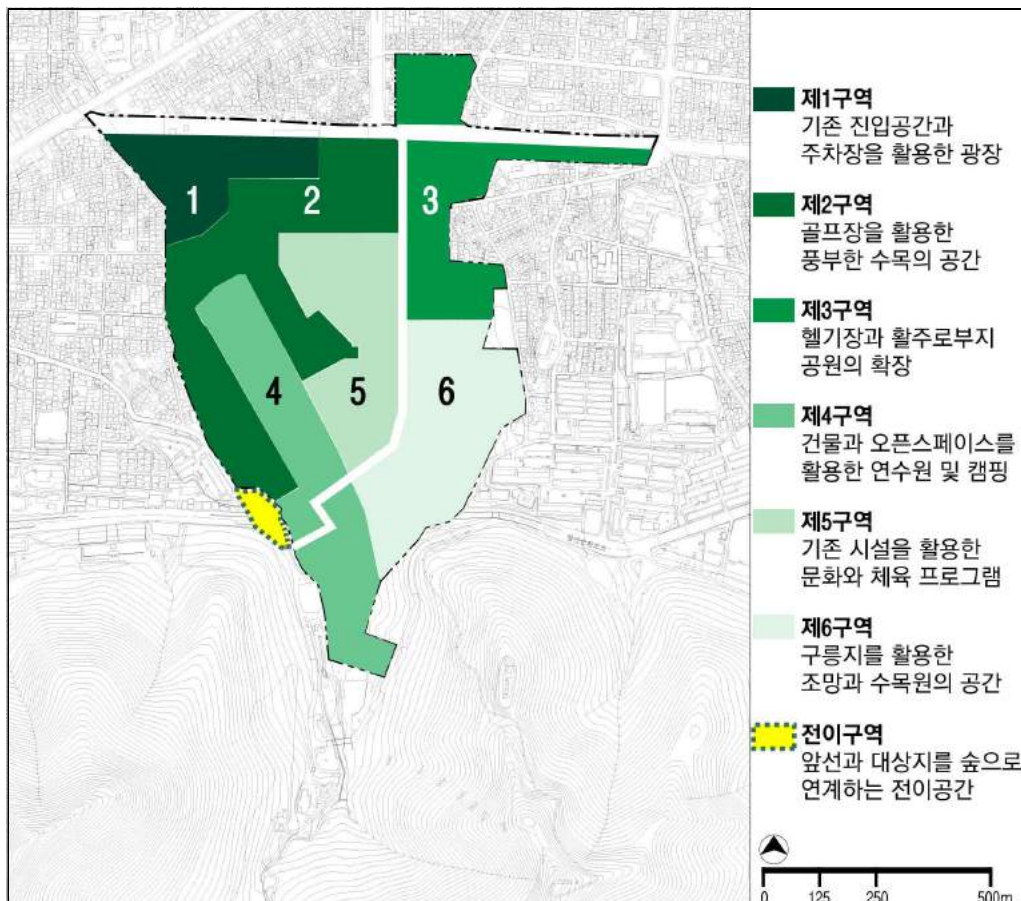 1
2
3
4
5
6
제1구역
기존 진입공간과
주차장을 활용한 광장
제2구역
골프장을 활용한
풍부한 수목의 공간
제3구역
헬기장과 활주로부지
공원의 확장
제4구역
건물과 오픈스페이스를
활용한 연수원 및 캠핑
제5구역
기존 시설을 활용한
문화와 체육 프로그램
제6구역
구릉지를 활용한
조망과 수목원의 공간
전이구역
앞선과 대상지를 숲으로
연계하는 전이공간
0 125 250 500m